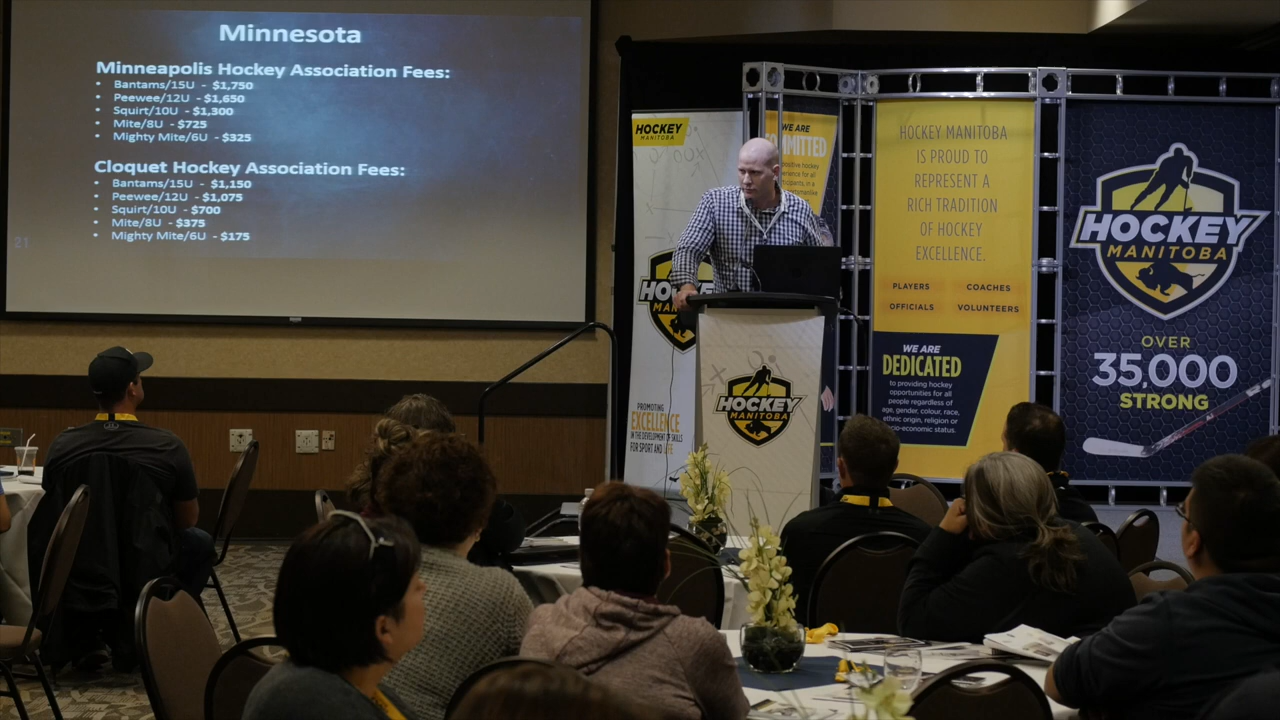 Minnesota
Minneapolis Hockey Association Fees:
• Bantams/15U - $1,750
• Peewee/12U - $1,650
• Squirt/10U - $1,300
• Mite/8U - $725
• Mighty Mite/6U - $325
Cloquet Hockey Association Fees:
• Bantams/15U - $1,150
• Peewee/12U - $1,075
• Squirt/10U - $700
• Mite/8U - $375
• Mighty Mite/6U - $175
21
HOCKEY
MANITOBA
PROMOTING
EXCELLENCE
IN THE DEVELOPMENT OF SKILLS
FOR SPORT AND LIFE
WE ARE
HOCKEY
MANITOBA
HOCKEY MANITOBA
IS PROUD TO
REPRESENT A
RICH TRADITION
OF HOCKEY
EXCELLENCE.
PLAYERS COACHES
OFFICIALS VOLUNTEERS
WE ARE
DEDICATED
to providing hockey
opportunities for all
people regardless of
age, gender, colour, race,
ethnic origin, religion or
socio-economic status.
HOCKEY
MANITOBA
OVER
35,000
STRONG